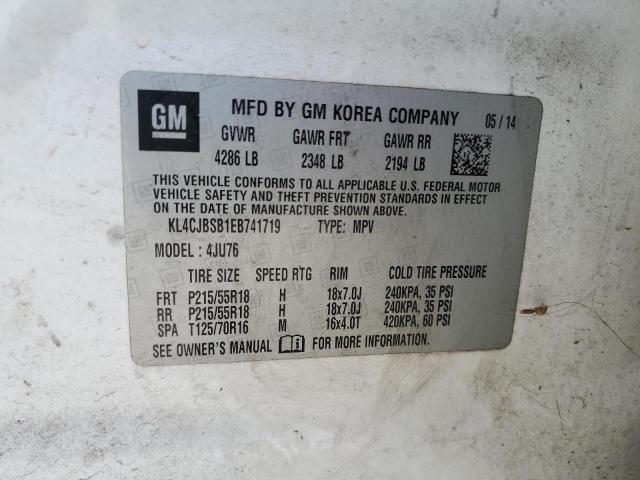 GM MFD BY GM KOREA COMPANY 05/14
GVWR GAWR FRT GAWR RR
4286 LB 2348 LB 2194 LB
THIS VEHICLE CONFORMS TO ALL APPLICABLE U.S. FEDERAL MOTOR
VEHICLE SAFETY AND THEFT PREVENTION STANDARDS IN EFFECT
ON THE DATE OF MANUFACTURE SHOWN ABOVE.
KL4CJBSB1EB741719 TYPE: MPV
MODEL: 4JU76
TIRE SIZE SPEED RTG RIM COLD TIRE PRESSURE
FRT P215/55R18 H 18x7.0J 240KPA, 35 PSI
RR P215/55R18 H 18x7.0J 240KPA, 35 PSI
SPA T125/70R16 M 16x4.0T 420KPA, 60 PSI
SEE OWNER'S MANUAL FOR MORE INFORMATION.